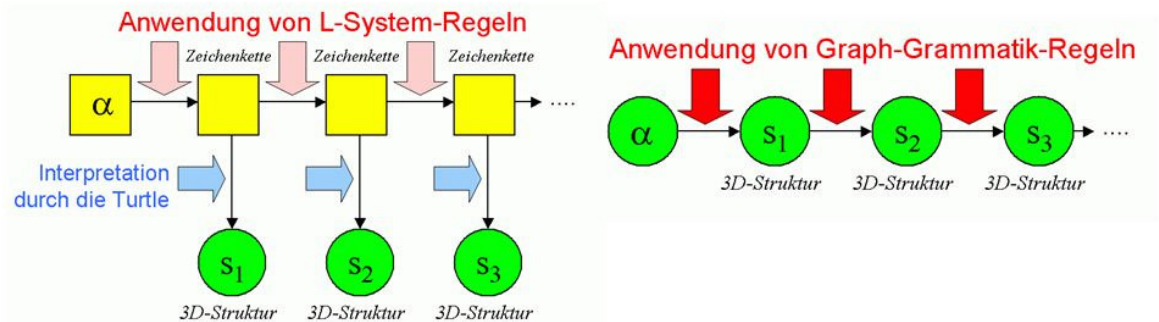 Anwendung von L-System-Regeln
Zeichenkette Zeichenkette Zeichenkette
α ....
Interpretation
durch die Turtle
S1 S2 S3
3D-Struktur 3D-Struktur 3D-Struktur
Anwendung von Graph-Grammatik-Regeln
α S1 S2 S3 ....
3D-Struktur 3D-Struktur 3D-Struktur